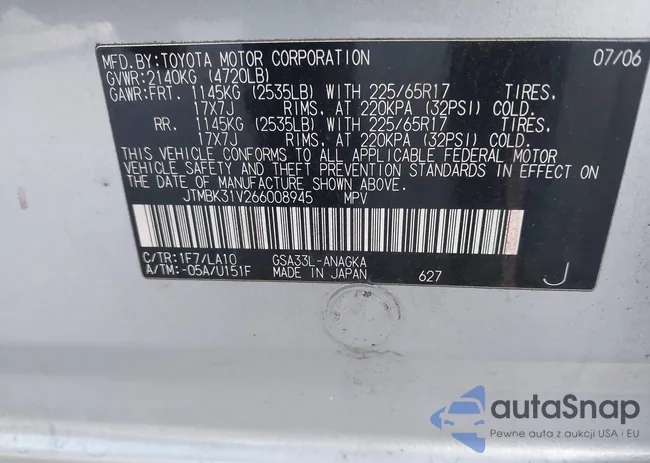 MFD.BY:TOYOTA MOTOR CORPORATION 07/06
GVWR:2140KG (4720LB)
GAWR:FRT. 1145KG (2535LB) WITH 225/65R17 TIRES,
17X7J RIMS, AT 220KPA (32PSI) COLD.
RR. 1145KG (2535LB) WITH 225/65R17 TIRES,
17X7J RIMS, AT 220KPA (32PSI) COLD.
THIS VEHICLE CONFORMS TO ALL APPLICABLE FEDERAL MOTOR
VEHICLE SAFETY AND THEFT PREVENTION STANDARDS IN EFFECT
ON THE DATE OF MANUFACTURE SHOWN ABOVE.
JTMBK31V266008945 MPV
C/TR:1F7/LA10 GSA33L-ANAGKA
A/TM:-05A/U151F MADE IN JAPAN 627 J
autoSnap
Pewne auta z aukcji USA i EU